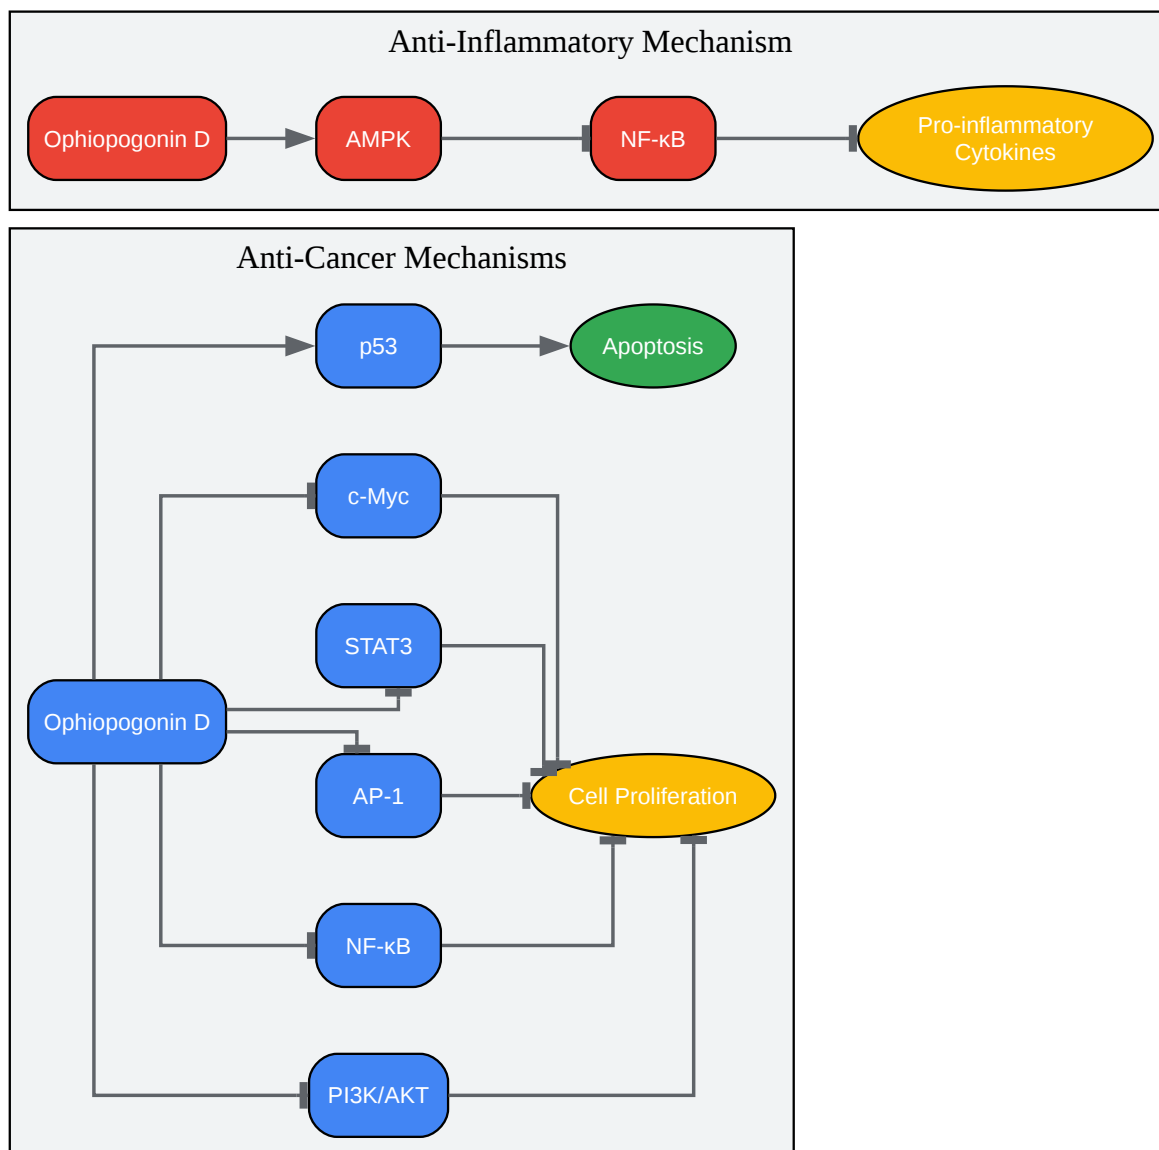 Anti-Inflammatory Mechanism
Ophiopogonin D
AMPK
NF-κB
Pro-inflammatory
Cytokines
Anti-Cancer Mechanisms
p53
Apoptosis
c-Myc
STAT3
Ophiopogonin D
AP-1
Cell Proliferation
NF-κB
PI3K/AKT